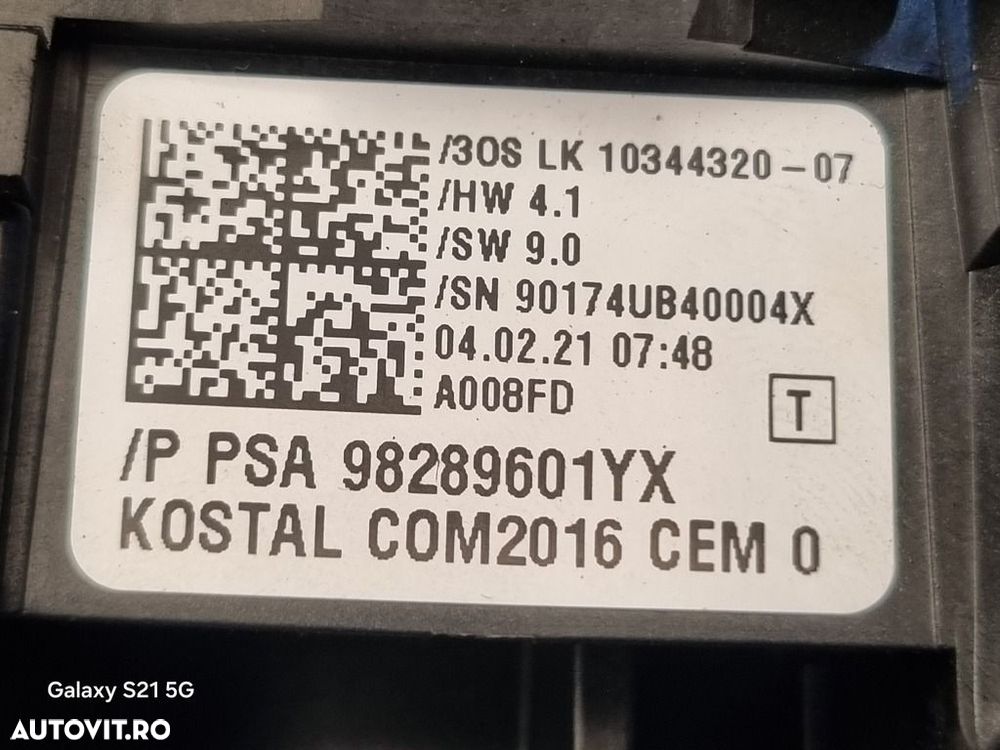 /3OS LK 10344320-07
/HW 4.1
/SW 9.0
/SN 90174UB40004X
04.02.21 07:48
A008FD
T
/P PSA 98289601YX
KOSTAL COM2016 CEM 0
Galaxy S21 5G
AUTOVIT.RO